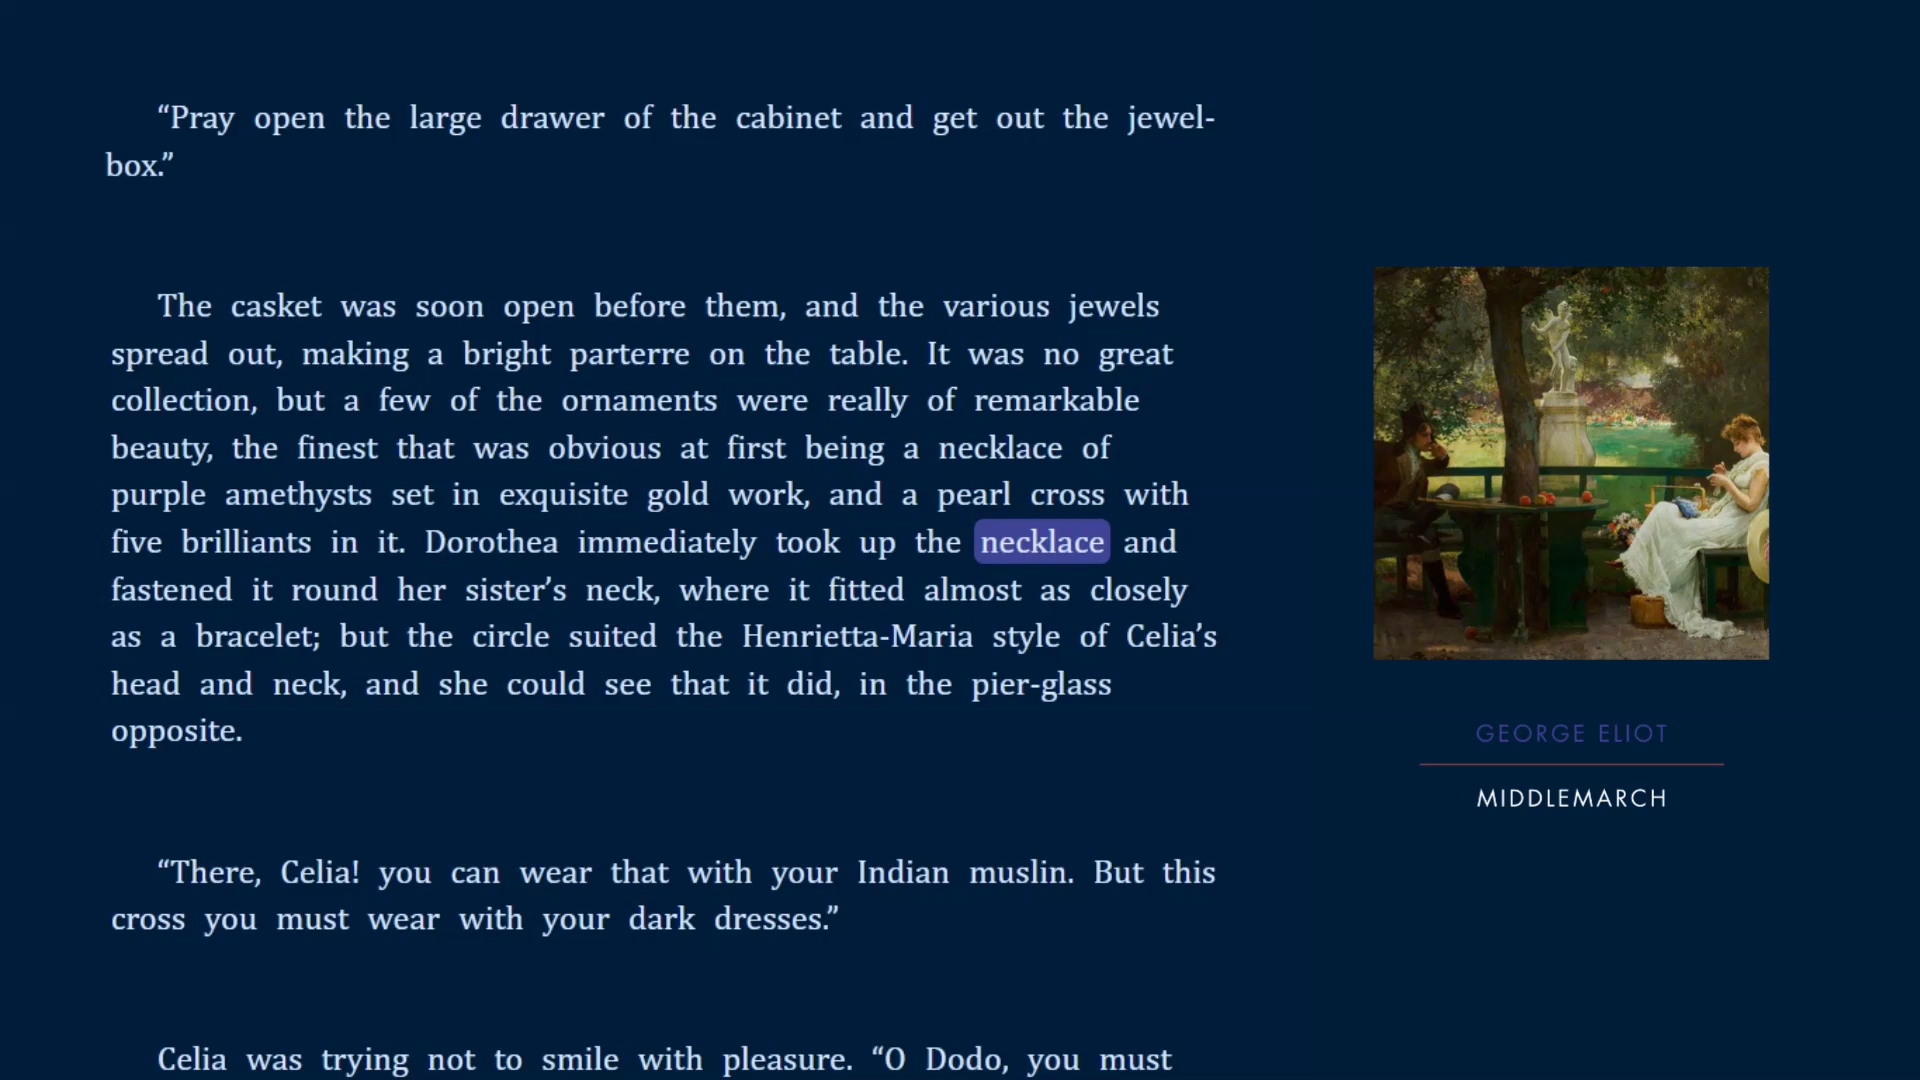 “Pray open the large drawer of the cabinet and get out the jewel-
box.”
The casket was soon open before them, and the various jewels
spread out, making a bright parterre on the table. It was no great
collection, but a few of the ornaments were really of remarkable
beauty, the finest that was obvious at first being a necklace of
purple amethysts set in exquisite gold work, and a pearl cross with
five brilliants in it. Dorothea immediately took up the necklace and
fastened it round her sister’s neck, where it fitted almost as closely
as a bracelet; but the circle suited the Henrietta-Maria style of Celia’s
head and neck, and she could see that it did, in the pier-glass
opposite.
“There, Celia! you can wear that with your Indian muslin. But this
cross you must wear with your dark dresses.”
Celia was trying not to smile with pleasure. “O Dodo, you must
GEORGE ELIOT
MIDDLEMARCH